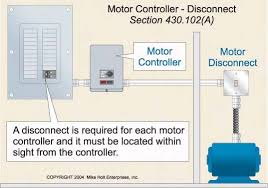 Motor Controller - Disconnect
Section 430.102(A)
Motor
Controller
Motor
Disconnect
A disconnect is required for each motor
controller and it must be located within
sight from the controller.
COPYRIGHT 2004 Mike Holt Enterprises, Inc.